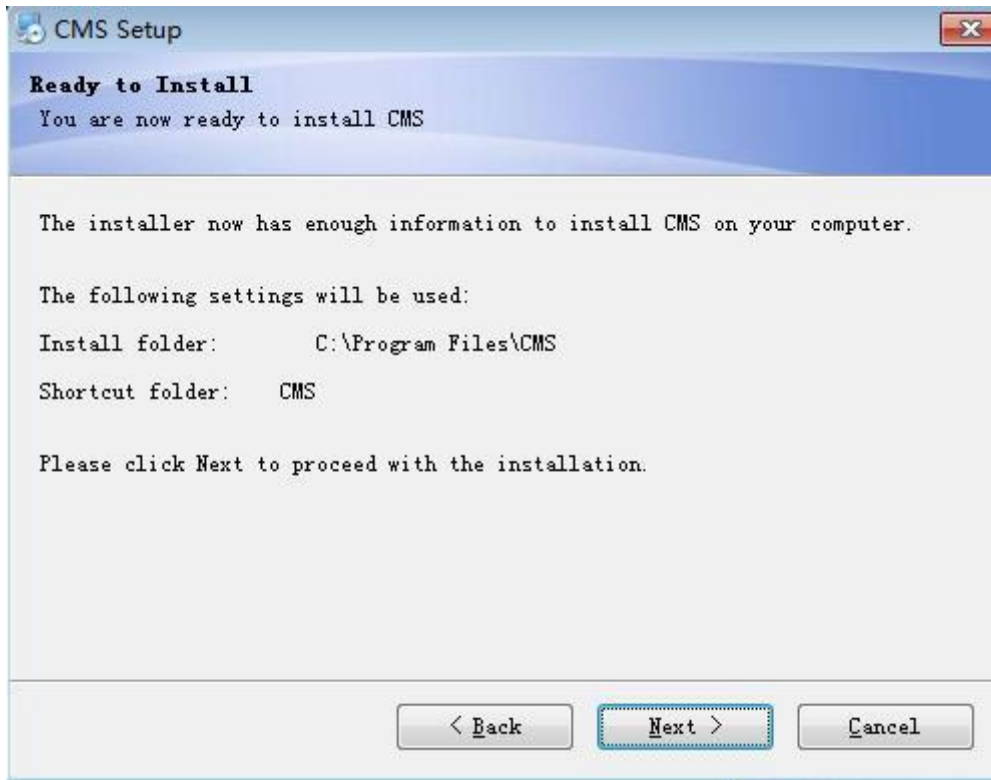 CMS Setup
Ready to Install
You are now ready to install CMS
The installer now has enough information to install CMS on your computer.
The following settings will be used:
Install folder: C:\Program Files\CMS
Shortcut folder: CMS
Please click Next to proceed with the installation.
< Back Next > Cancel